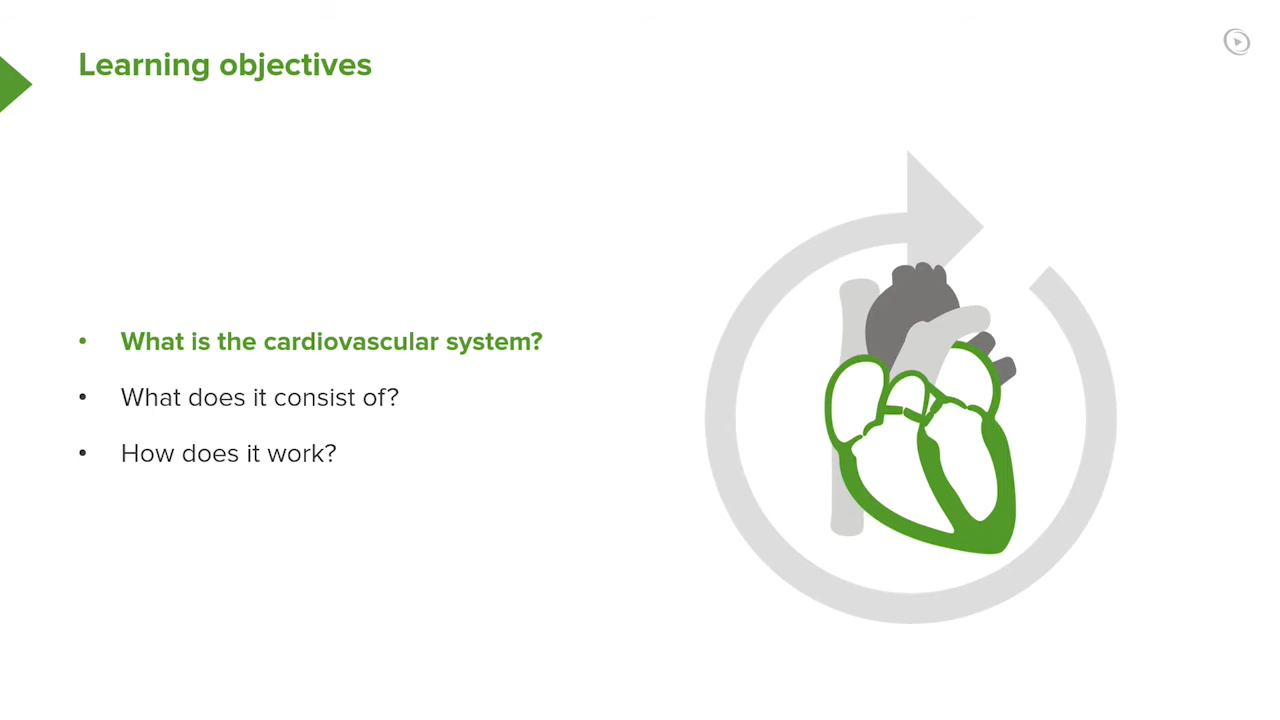 Learning objectives
• What is the cardiovascular system?
• What does it consist of?
• How does it work?